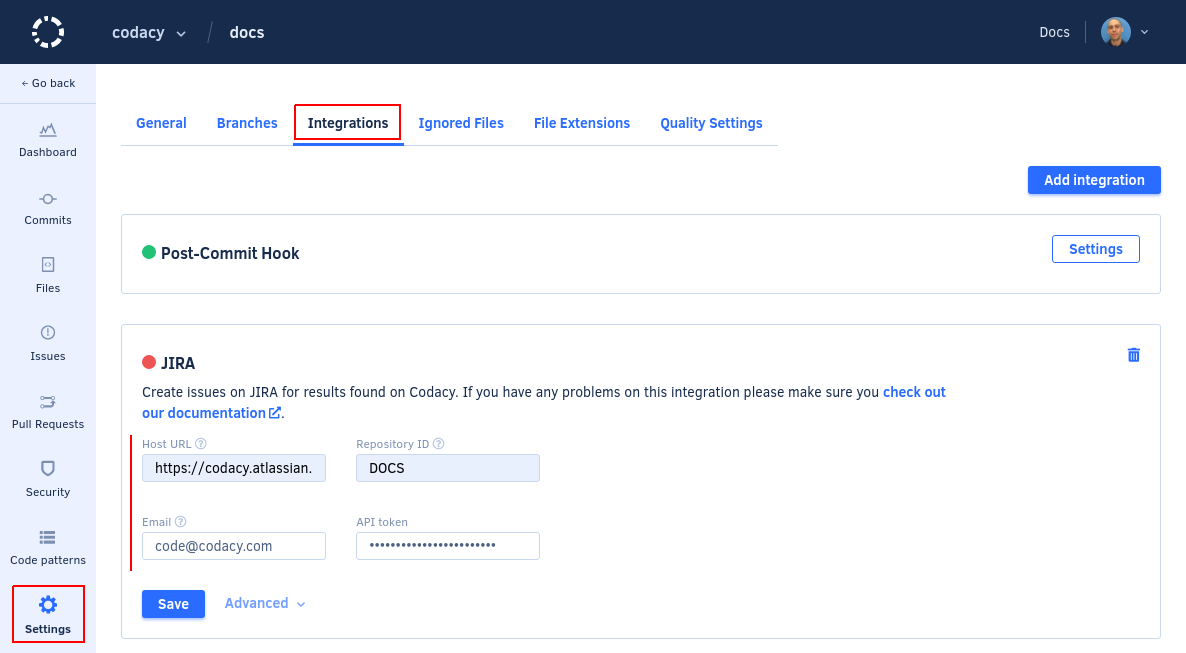 codacy
docs
Docs
← Go back
Dashboard
Commits
Files
Issues
Pull Requests
Security
Code patterns
Settings
General
Branches
Integrations
Ignored Files
File Extensions
Quality Settings
Add integration
Post-Commit Hook
Settings
JIRA
Create issues on JIRA for results found on Codacy. If you have any problems on this integration please make sure you check out
our documentation.
Host URL
Repository ID
https://codacy.atlassian.
DOCS
Email
API token
code@codacy.com
••••••••••••••••••••••••
Save
Advanced